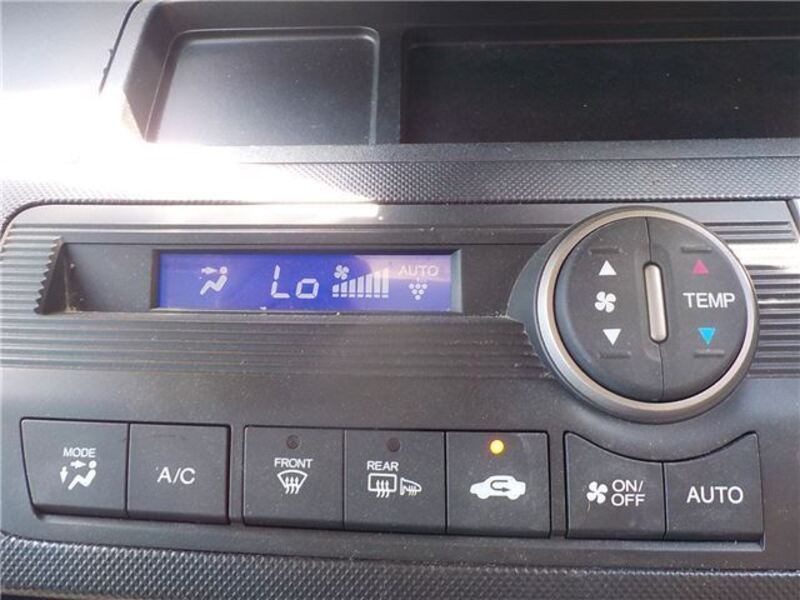 Lo AUTO
TEMP
MODE
A/C
FRONT
REAR
ON/
OFF
AUTO